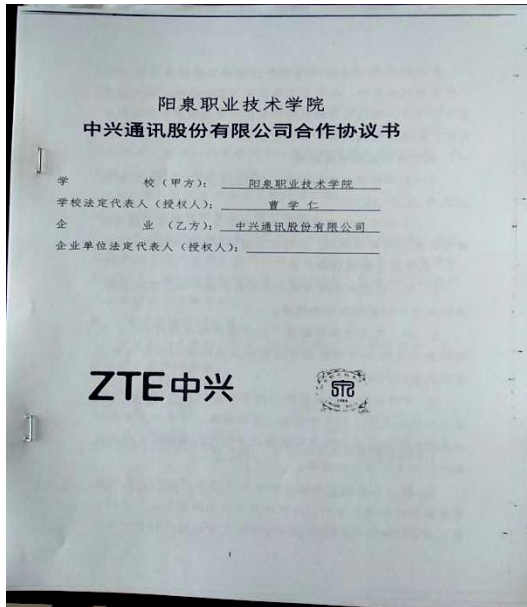 阳泉职业技术学院
中兴通讯股份有限公司合作协议书
学 校（甲方）： 阳泉职业技术学院
学校法定代表人（授权人）： 曹学仁
企 业 （乙方）： 中兴通讯股份有限公司
企业单位法定代表人（授权人）：
ZTE中兴
1984
1